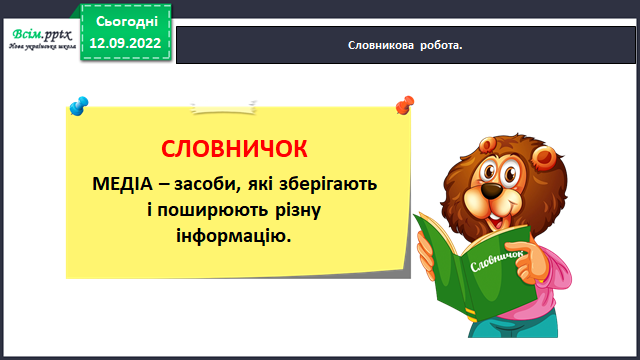 Всім.pptx
Нова українська школа
Сьогодні
12.09.2022
Словникова робота.
СЛОВНИЧОК
МЕДІА – засоби, які зберігають
і поширюють різну
інформацію.
Словничок